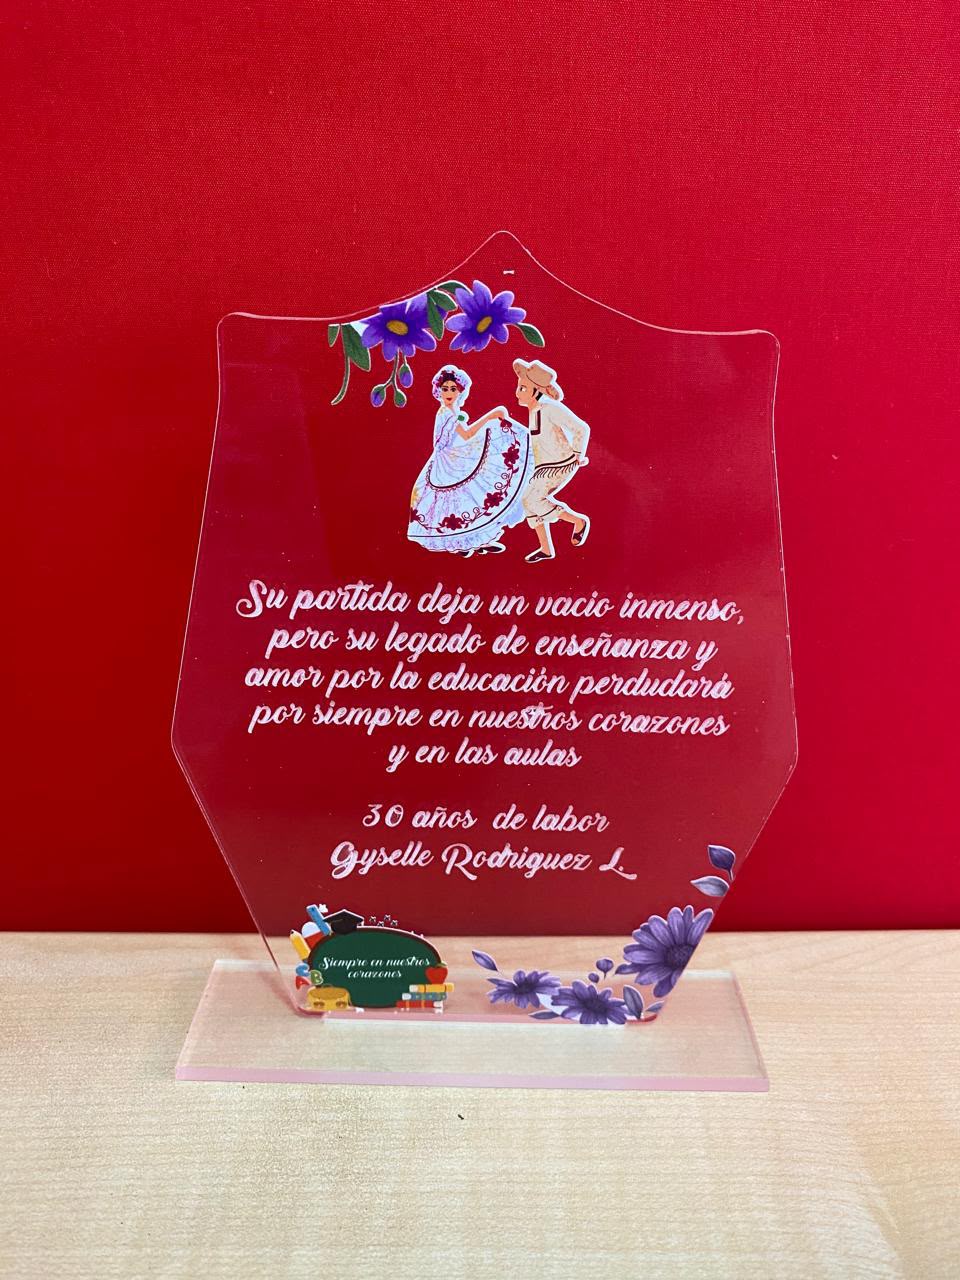 Su partida deja un vacio inmenso,
pero su legado de enseñanza y
amor por la educación perdudará
por siempre en nuestros corazones
y en las aulas
30 años de labor
Gyselle Rodriguez L.
Siempre en nuestros
corazones